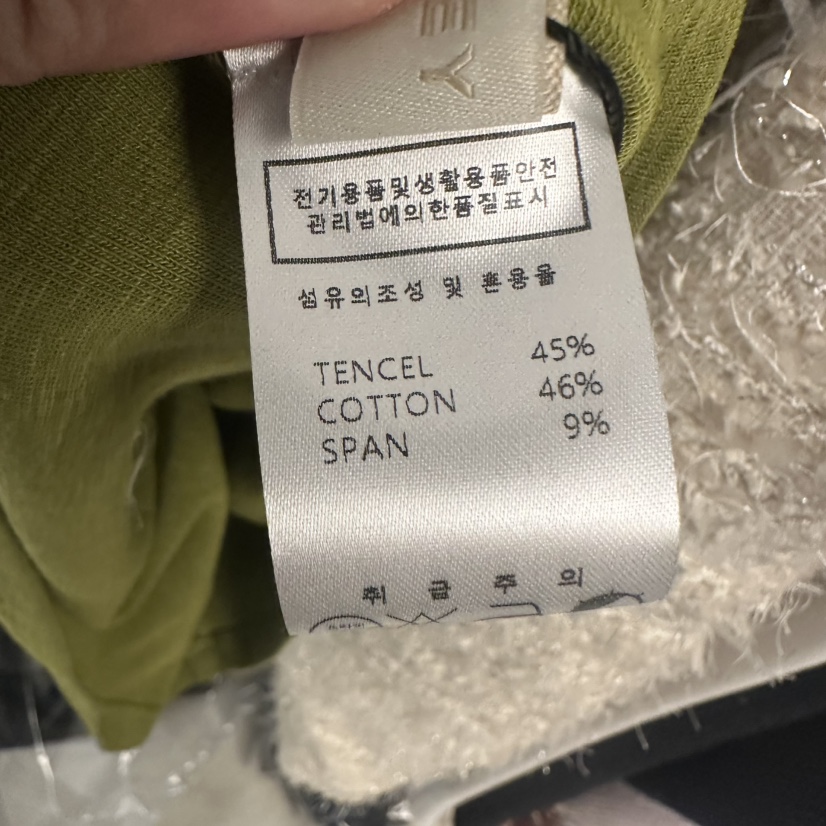 EY
전기용품및생활용품안전
관리법에의한품질표시
섬유의조성 및 혼용율
TENCEL 45%
COTTON 46%
SPAN 9%
취 급 주 의